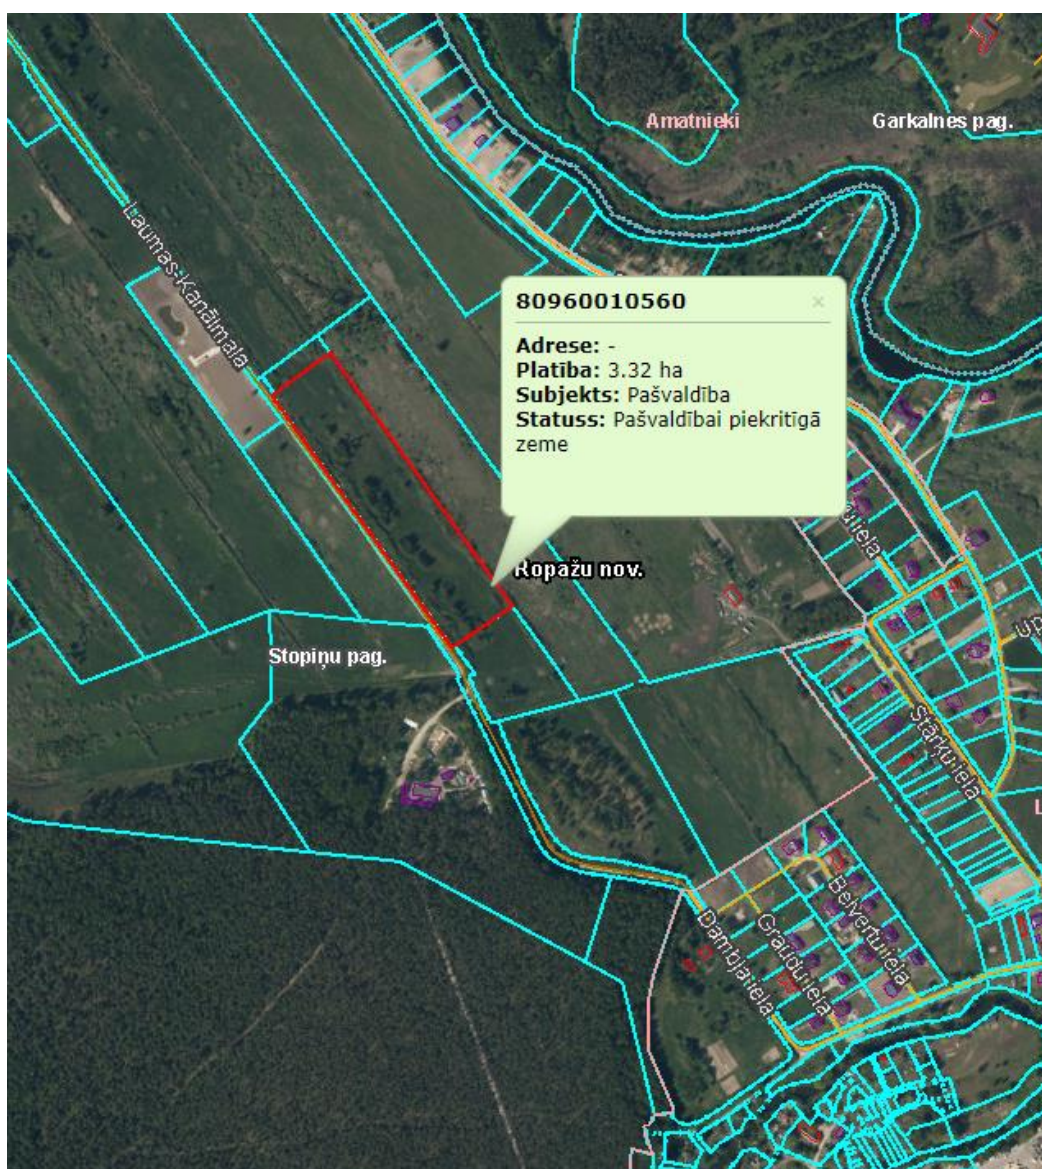 Amatnieki
Garkalnes pag.
Laumas-Kanālmala
80960010560
×
Adrese: -
Platība: 3.32 ha
Subjekts: Pašvaldība
Statuss: Pašvaldībai piekritīgā
zeme
Ropažu nov.
Stopiņu pag.
Stārķu iela
Belvertu iela
Graudu iela
Dambja iela